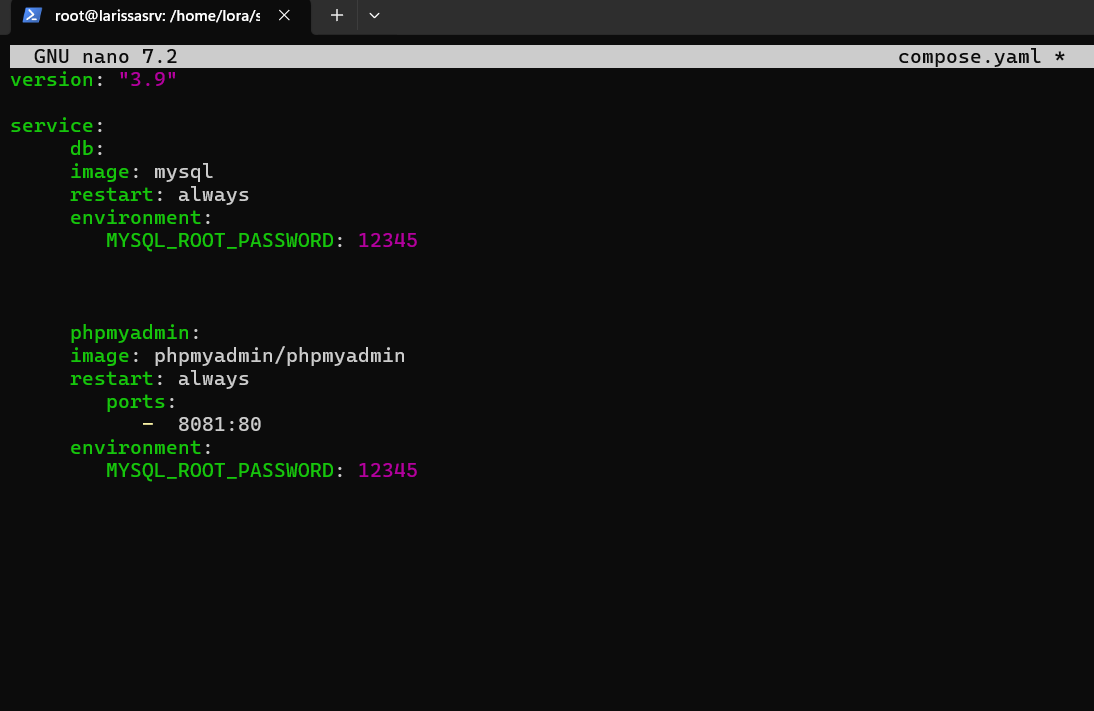 root@larissasrv: /home/lora/s
GNU nano 7.2 compose.yaml *
version: "3.9"
service:
db:
image: mysql
restart: always
environment:
MYSQL_ROOT_PASSWORD: 12345
phpmyadmin:
image: phpmyadmin/phpmyadmin
restart: always
ports:
- 8081:80
environment:
MYSQL_ROOT_PASSWORD: 12345